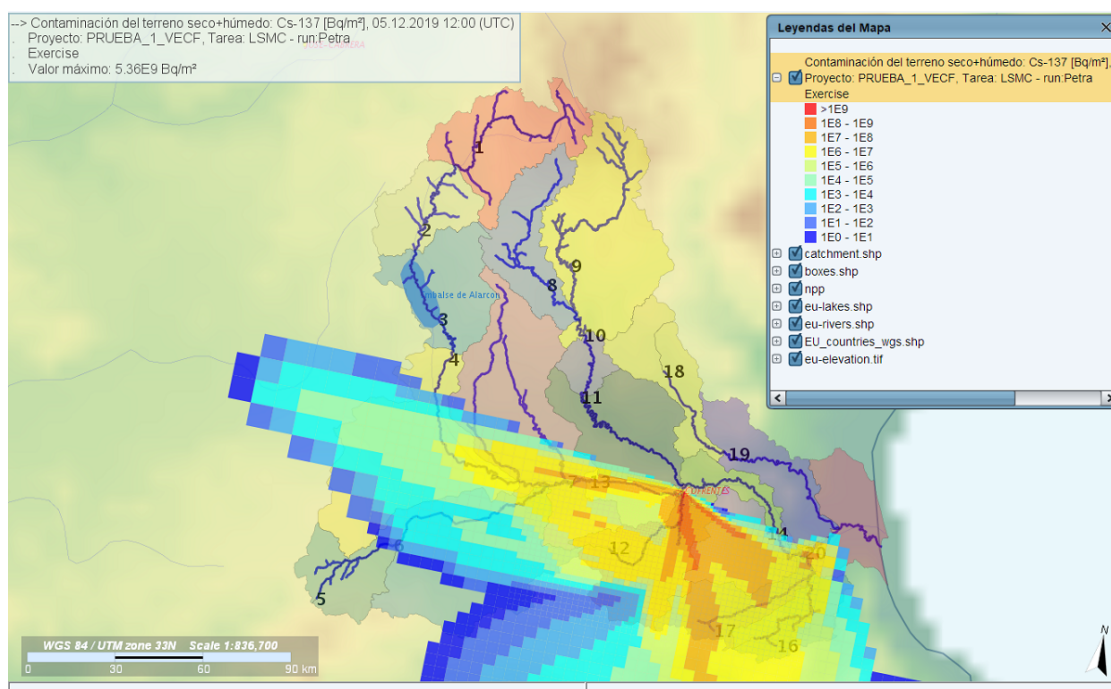 --> Contaminación del terreno seco+húmedo: Cs-137 [Bq/m²], 05.12.2019 12:00 (UTC)
. Proyecto: PRUEBA_1_VECF, Tarea: LSMC - run:Petra
. Exercise
. Valor máximo: 5.36E9 Bq/m²
Leyendas del Mapa
Contaminación del terreno seco+húmedo: Cs-137 [Bq/m²],
Proyecto: PRUEBA_1_VECF, Tarea: LSMC - run:Petra
Exercise
>1E9
1E8 - 1E9
1E7 - 1E8
1E6 - 1E7
1E5 - 1E6
1E4 - 1E5
1E3 - 1E4
1E2 - 1E3
1E1 - 1E2
1E0 - 1E1
catchment.shp
boxes.shp
npp
eu-lakes.shp
eu-rivers.shp
EU_countries_wgs.shp
eu-elevation.tif
1
2
9
8
mbalse de Alarcon
3
10
4
18
11
19
13
14
6
12
20
5
17
16
WGS 84 / UTM zone 33N Scale 1:836,700
0 30 60 90 km
N